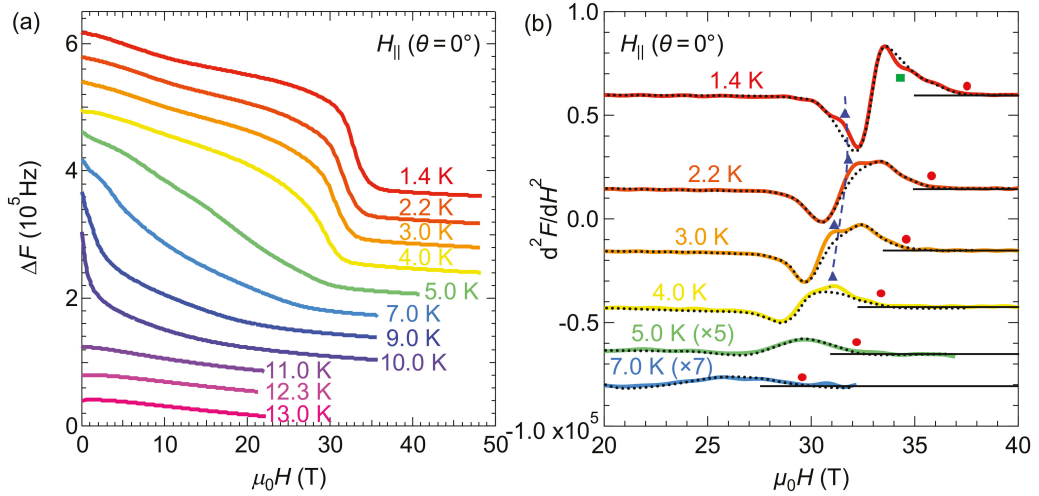 (a)
H|| (θ = 0°)
6
4
2
0
ΔF (10⁵ Hz)
1.4 K
2.2 K
3.0 K
4.0 K
5.0 K
7.0 K
9.0 K
10.0 K
11.0 K
12.3 K
13.0 K
0
10
20
30
40
50
μ₀H (T)
(b)
H|| (θ = 0°)
1.0
0.5
0.0
-0.5
-1.0 x10⁵
d²F/dH²
1.4 K
2.2 K
3.0 K
4.0 K
5.0 K (×5)
7.0 K (×7)
20
25
30
35
40
μ₀H (T)